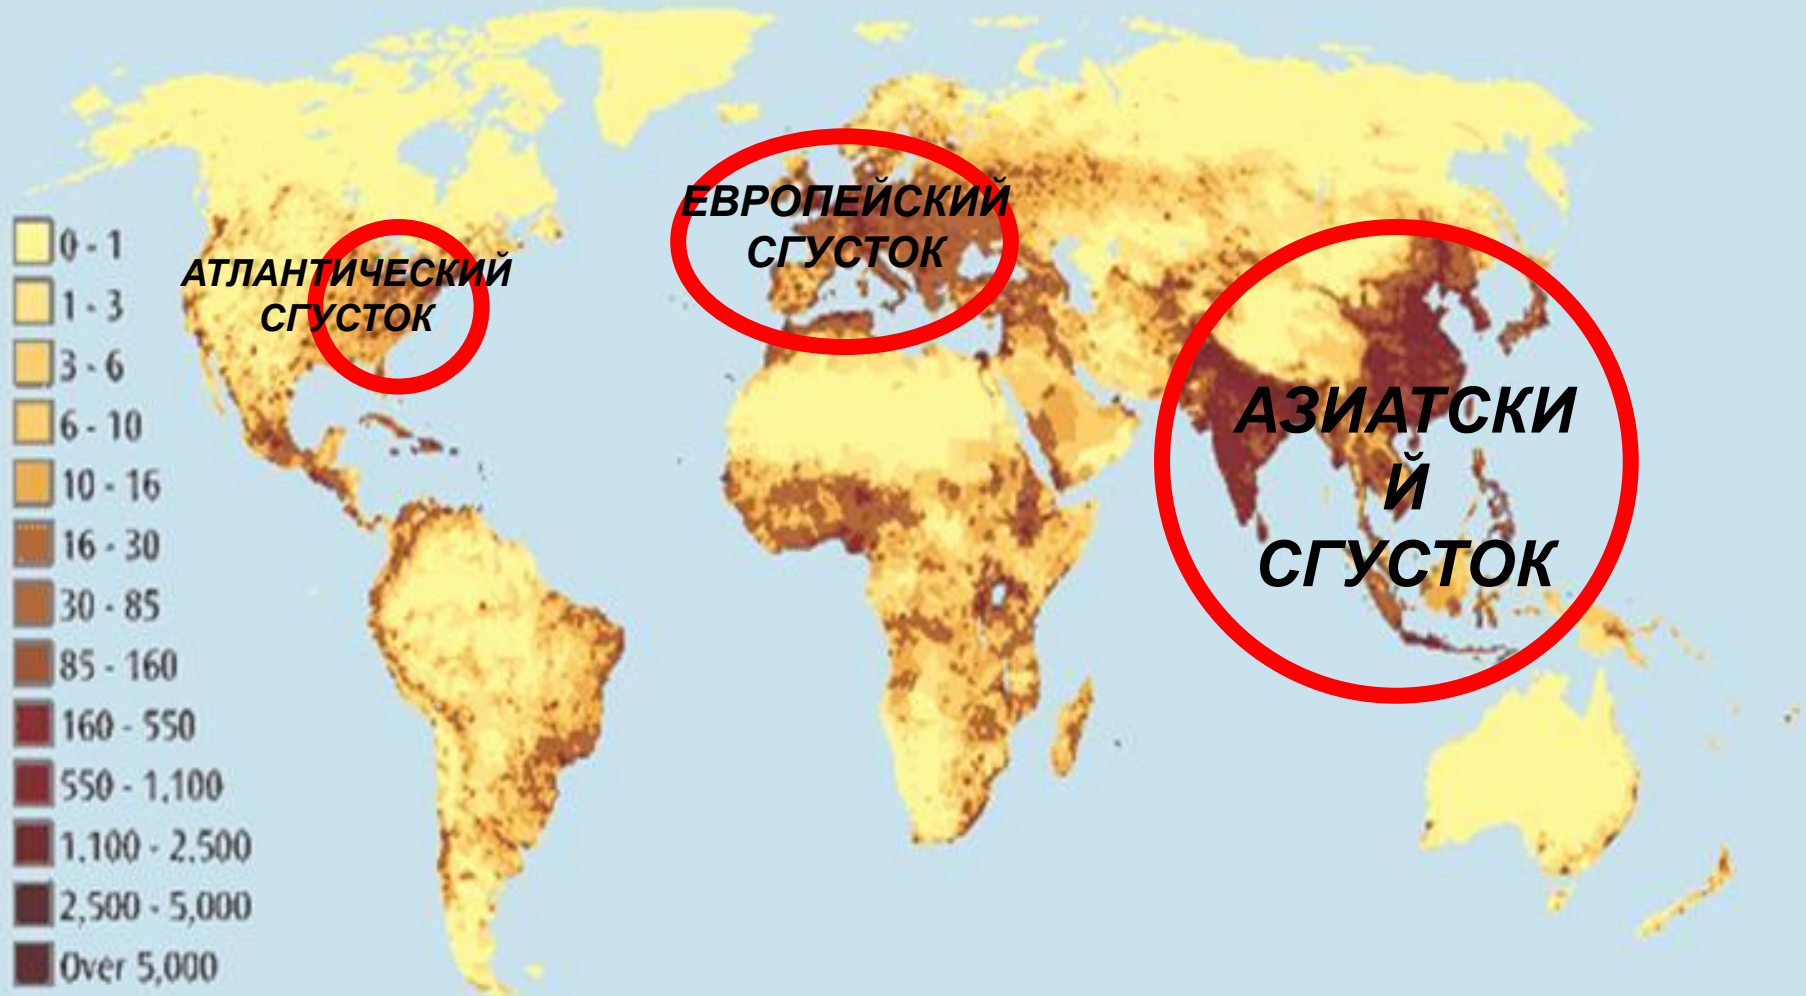 АТЛАНТИЧЕСКИЙ
СГУСТОК
ЕВРОПЕЙСКИЙ
СГУСТОК
АЗИАТСКИ
Й
СГУСТОК
0 - 1
1 - 3
3 - 6
6 - 10
10 - 16
16 - 30
30 - 85
85 - 160
160 - 550
550 - 1,100
1,100 - 2,500
2,500 - 5,000
Over 5,000